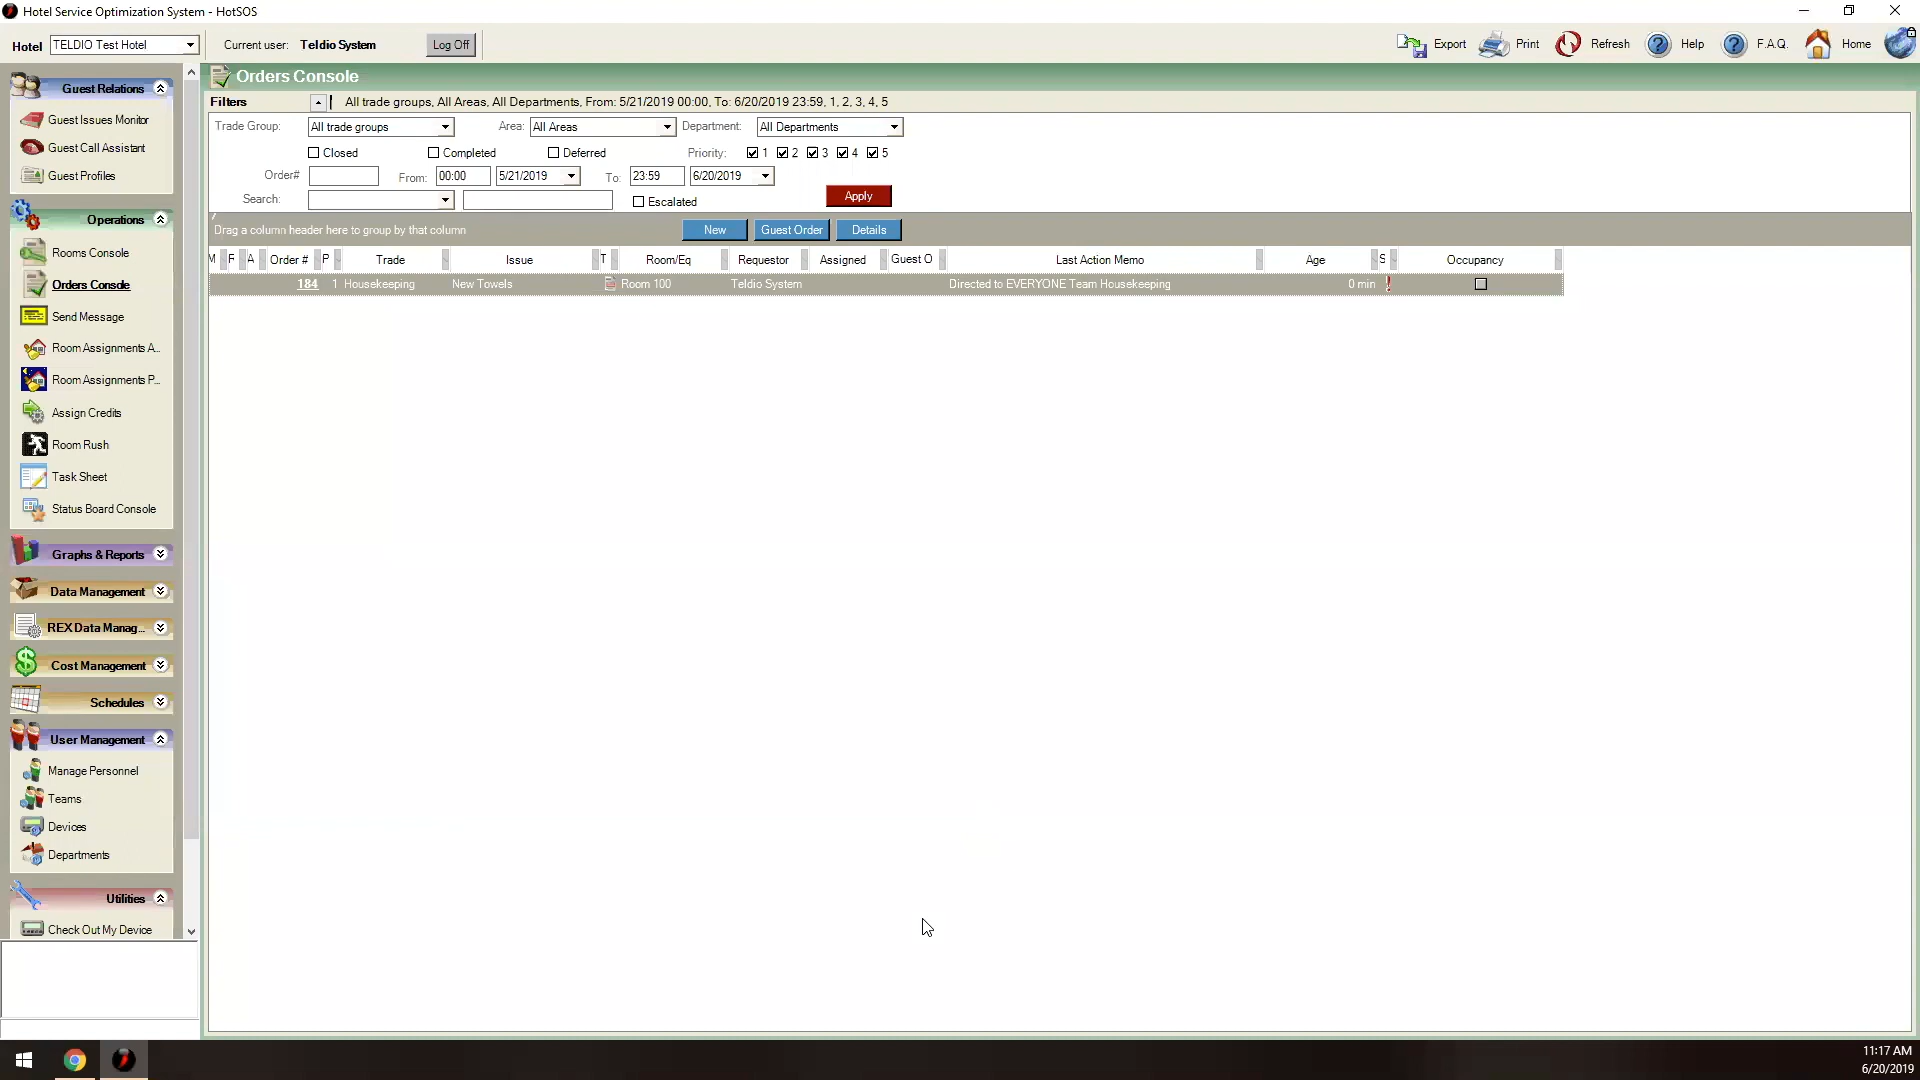 Hotel Service Optimization System - HotSOS
Hotel TELDIO Test Hotel Current user: Teldio System Log Off Export Print Refresh Help F.A.Q. Home
Guest Relations
Guest Issues Monitor
Guest Call Assistant
Guest Profiles
Operations
Rooms Console
Orders Console
Send Message
Room Assignments A...
Room Assignments P...
Assign Credits
Room Rush
Task Sheet
Status Board Console
Graphs & Reports
Data Management
REX Data Manag...
Cost Management
Schedules
User Management
Manage Personnel
Teams
Devices
Departments
Utilities
Check Out My Device
Orders Console
Filters All trade groups, All Areas, All Departments, From: 5/21/2019 00:00, To: 6/20/2019 23:59, 1, 2, 3, 4, 5
Trade Group: All trade groups Area: All Areas Department: All Departments
Closed Completed Deferred Priority: 1 2 3 4 5
Order# From: 00:00 5/21/2019 To: 23:59 6/20/2019
Search: Escalated Apply
Drag a column header here to group by that column New Guest Order Details
M F A Order # P Trade Issue T Room/Eq Requestor Assigned Guest O Last Action Memo Age S Occupancy
184 1 Housekeeping New Towels Room 100 Teldio System Directed to EVERYONE Team Housekeeping 0 min
11:17 AM
6/20/2019